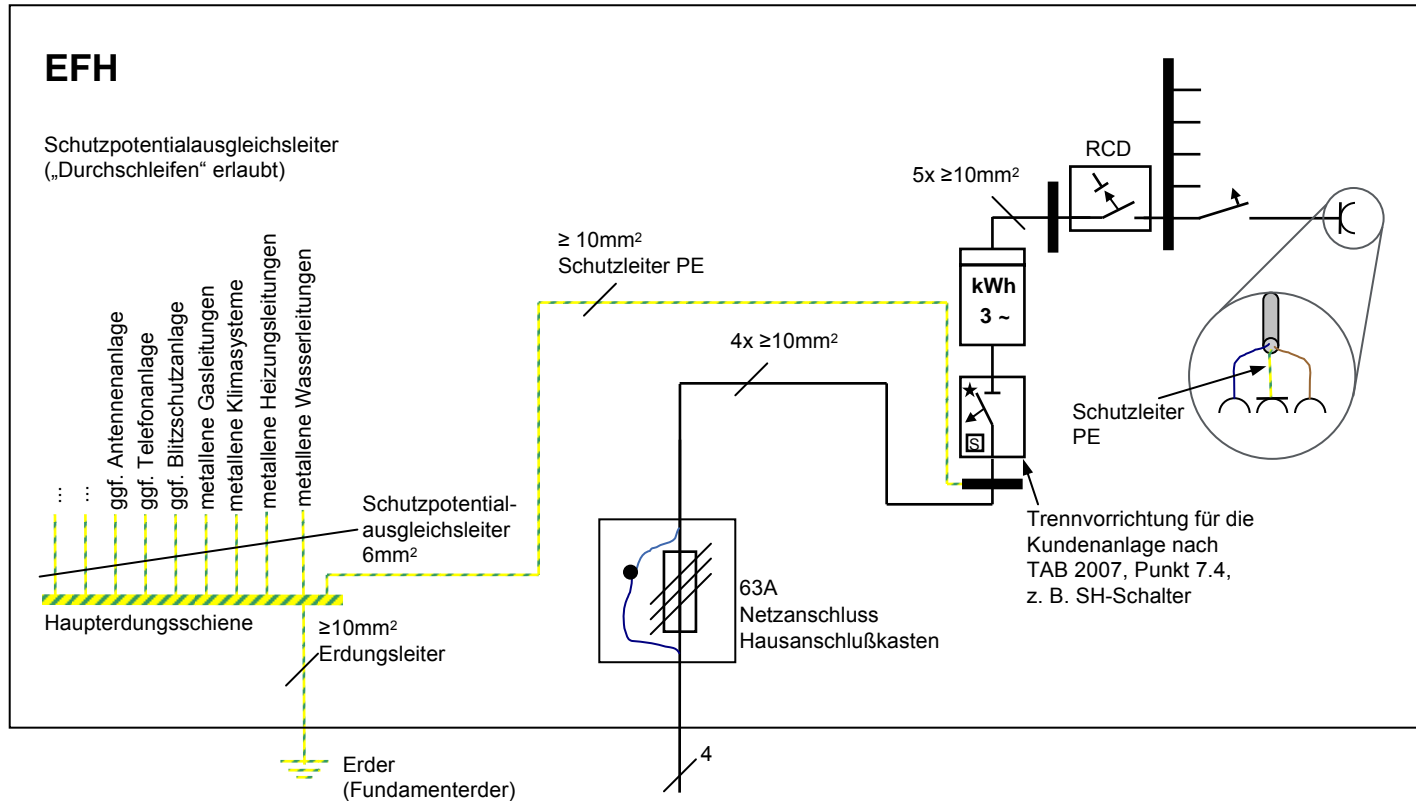 EFH
Schutzpotentialausgleichsleiter
(„Durchschleifen“ erlaubt)
...
...
ggf. Antennenanlage
ggf. Telefonanlage
ggf. Blitzschutzanlage
metallene Gasleitungen
metallene Klimasysteme
metallene Heizungsleitungen
metallene Wasserleitungen
Schutzpotential-
ausgleichsleiter
6mm²
Haupterdungsschiene
≥10mm²
Erdungsleiter
Erder
(Fundamenterder)
≥ 10mm²
Schutzleiter PE
4x ≥10mm²
63A
Netzanschluss
Hausanschlußkasten
4
5x ≥10mm²
RCD
kWh
3 ~
S
Trennvorrichtung für die
Kundenanlage nach
TAB 2007, Punkt 7.4,
z. B. SH-Schalter
Schutzleiter
PE